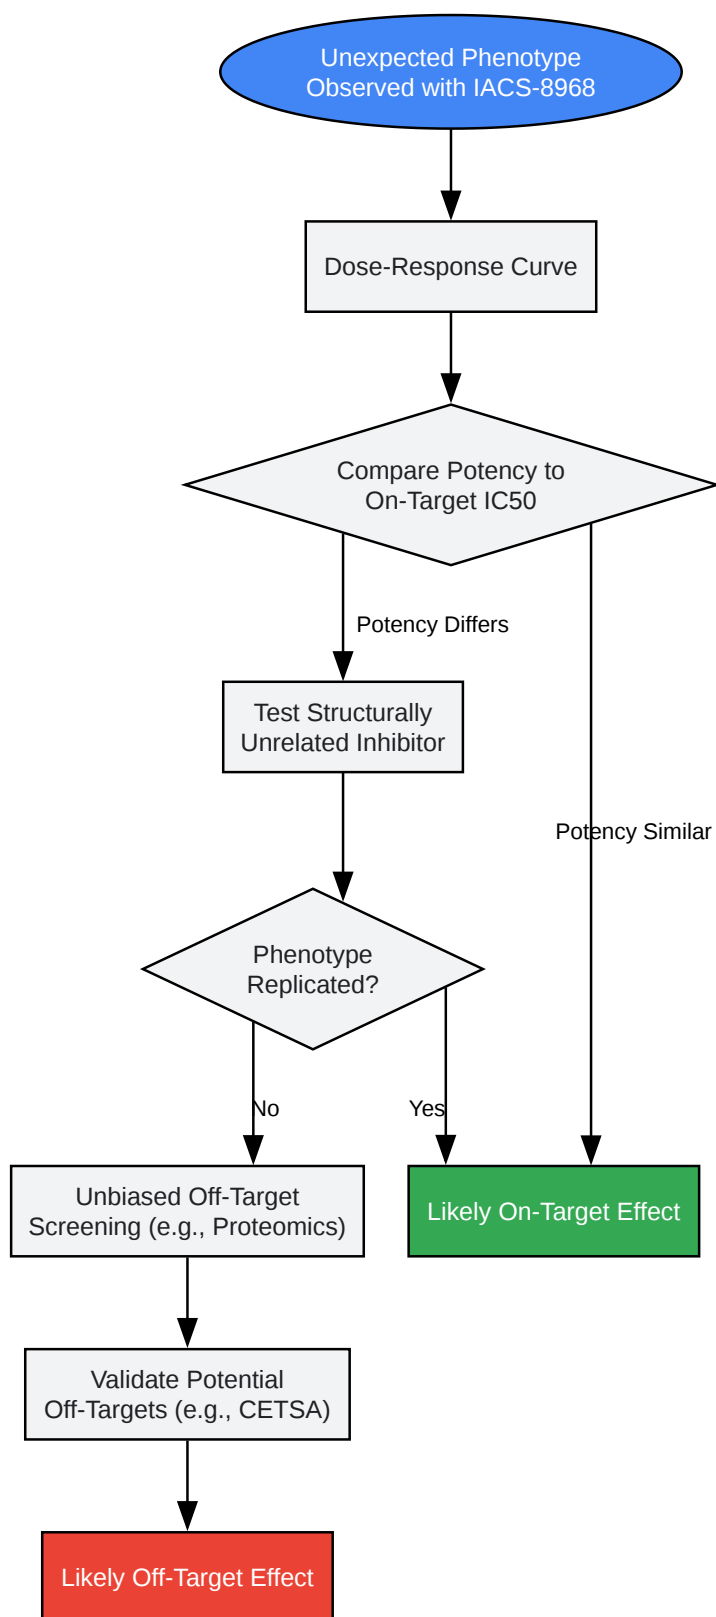 Unexpected Phenotype
Observed with IACS-8968
Dose-Response Curve
Compare Potency to
On-Target IC50
Potency Differs
Test Structurally
Unrelated Inhibitor
Potency Similar
Phenotype
Replicated?
No
Yes
Unbiased Off-Target
Screening (e.g., Proteomics)
Likely On-Target Effect
Validate Potential
Off-Targets (e.g., CETSA)
Likely Off-Target Effect